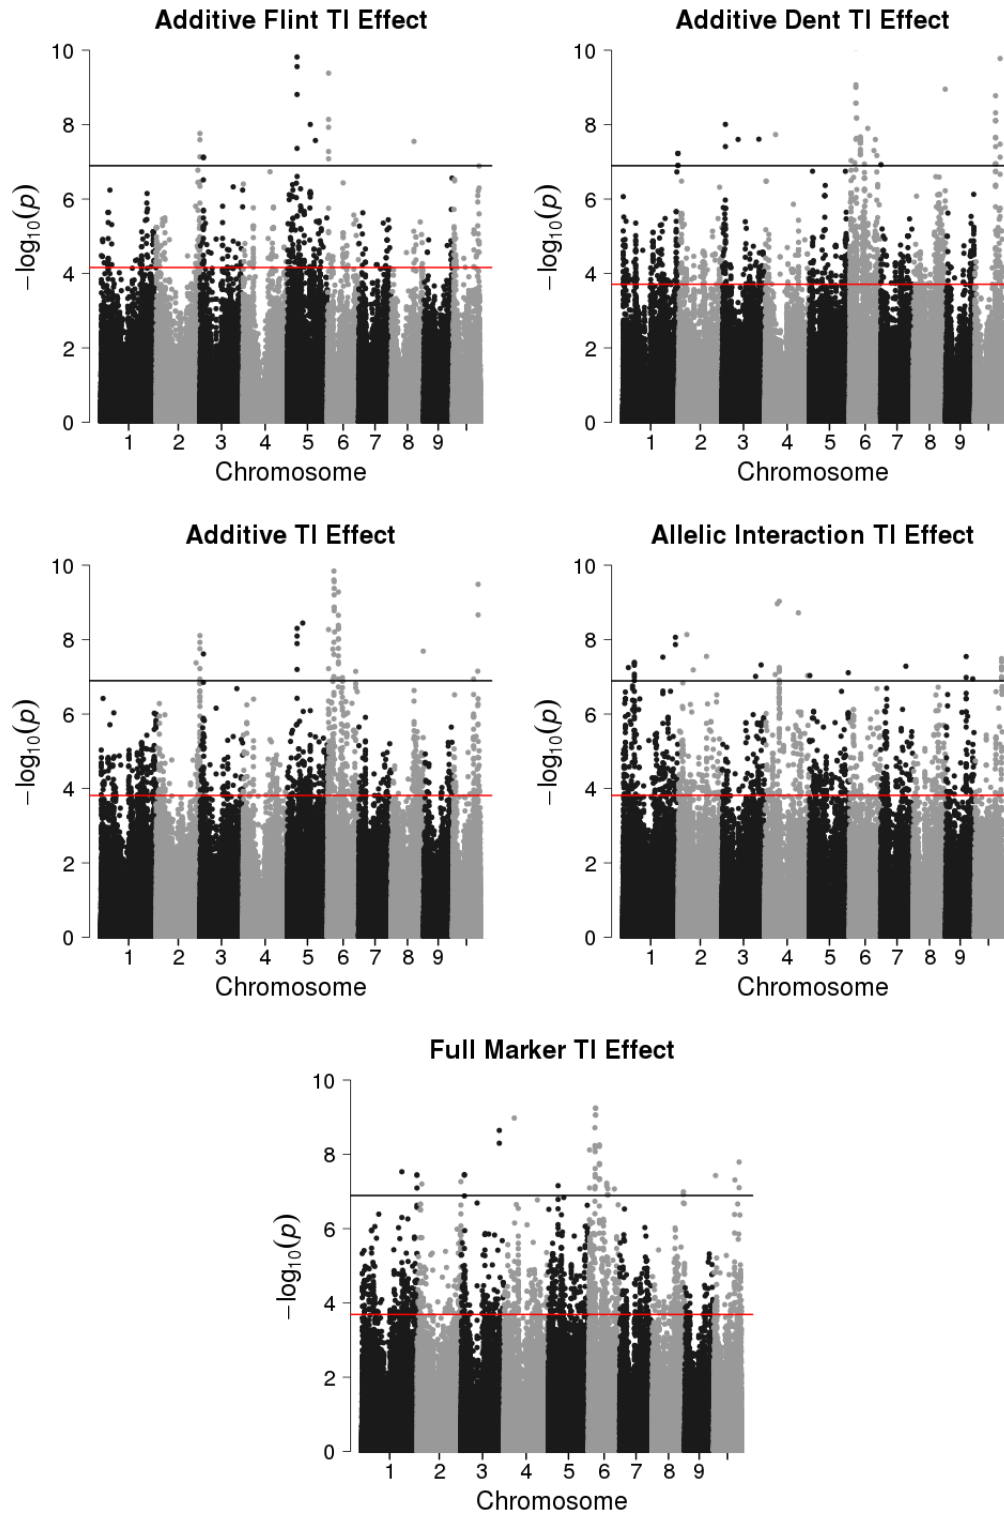 Additive Flint TI Effect
10
8
6
4
2
0
−log10(p)
1 2 3 4 5 6 7 8 9
Chromosome
Additive Dent TI Effect
10
8
6
4
2
0
−log10(p)
1 2 3 4 5 6 7 8 9
Chromosome
Additive TI Effect
10
8
6
4
2
0
−log10(p)
1 2 3 4 5 6 7 8 9
Chromosome
Allelic Interaction TI Effect
10
8
6
4
2
0
−log10(p)
1 2 3 4 5 6 7 8 9
Chromosome
Full Marker TI Effect
10
8
6
4
2
0
−log10(p)
1 2 3 4 5 6 7 8 9
Chromosome